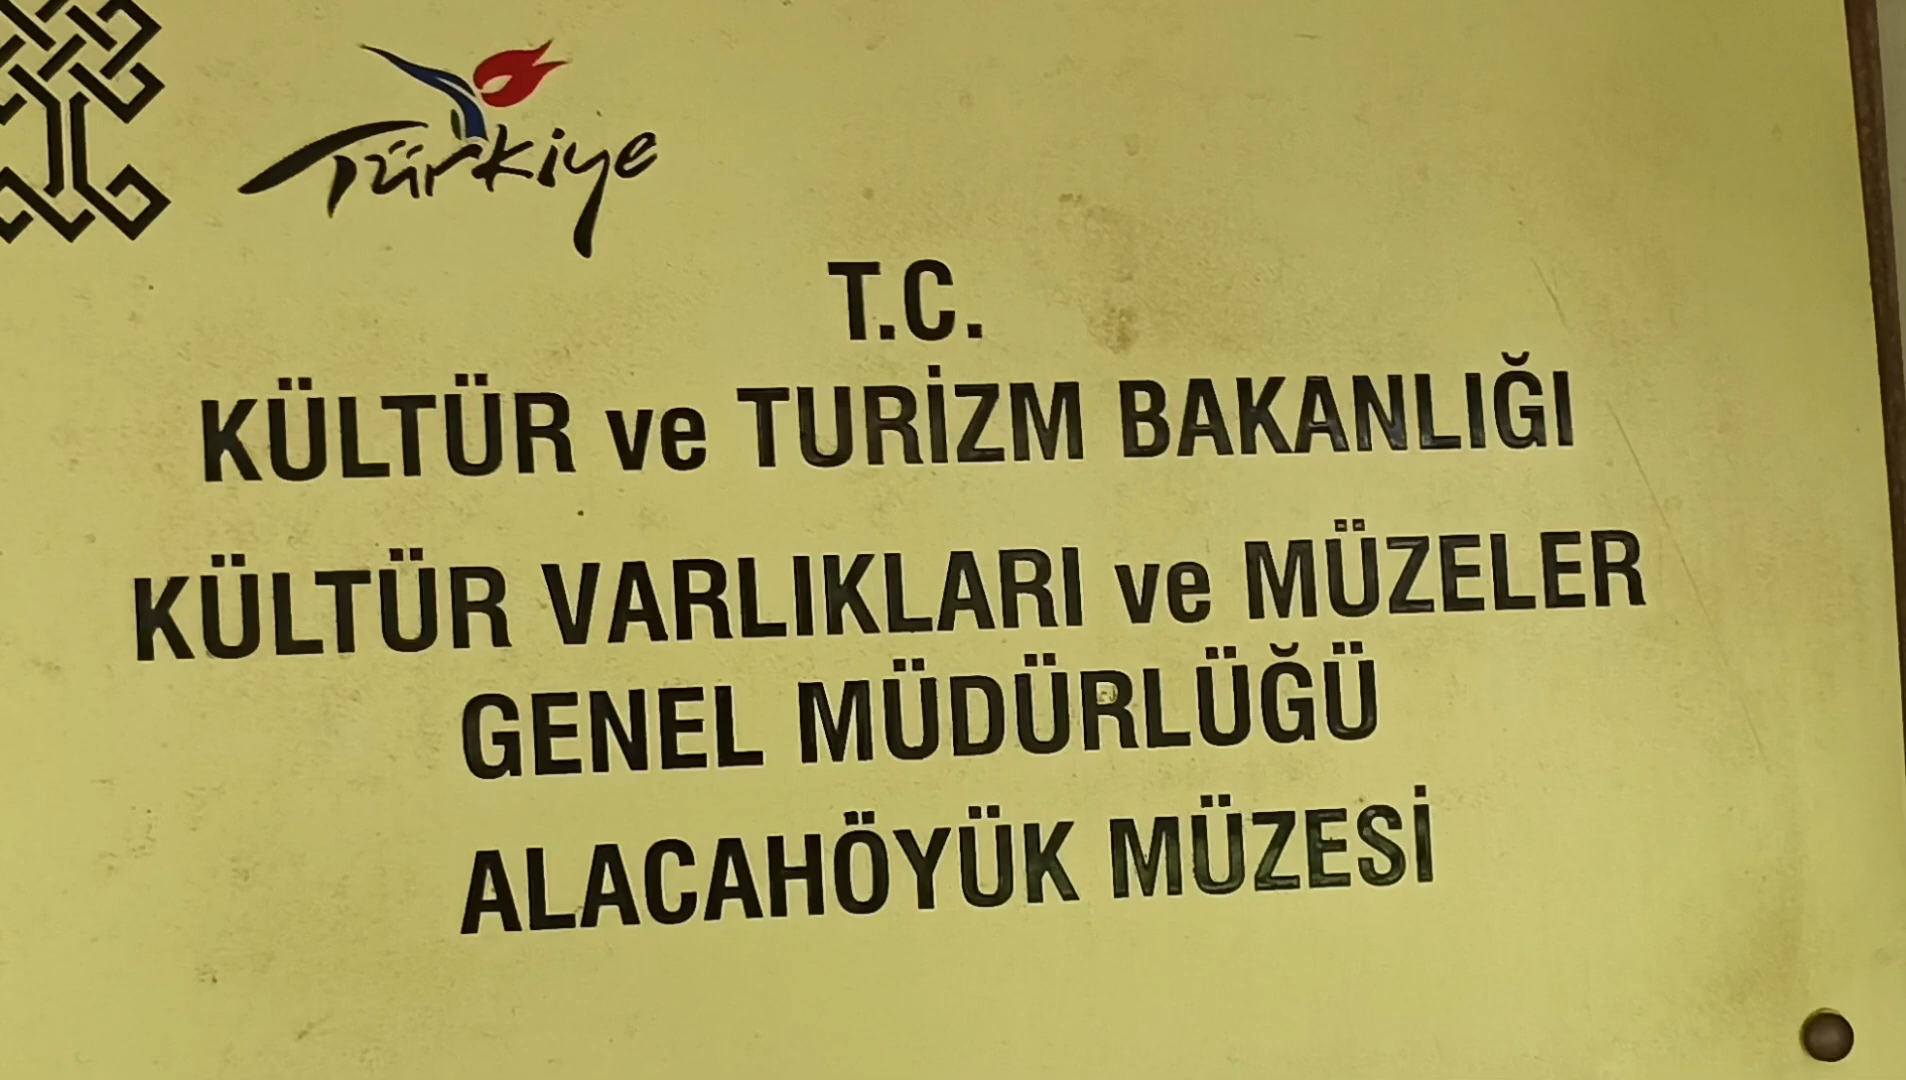 Türkiye
T.C.
KÜLTÜR ve TURİZM BAKANLIĞI
KÜLTÜR VARLIKLARI ve MÜZELER
GENEL MÜDÜRLÜĞÜ
ALACAHÖYÜK MÜZESİ